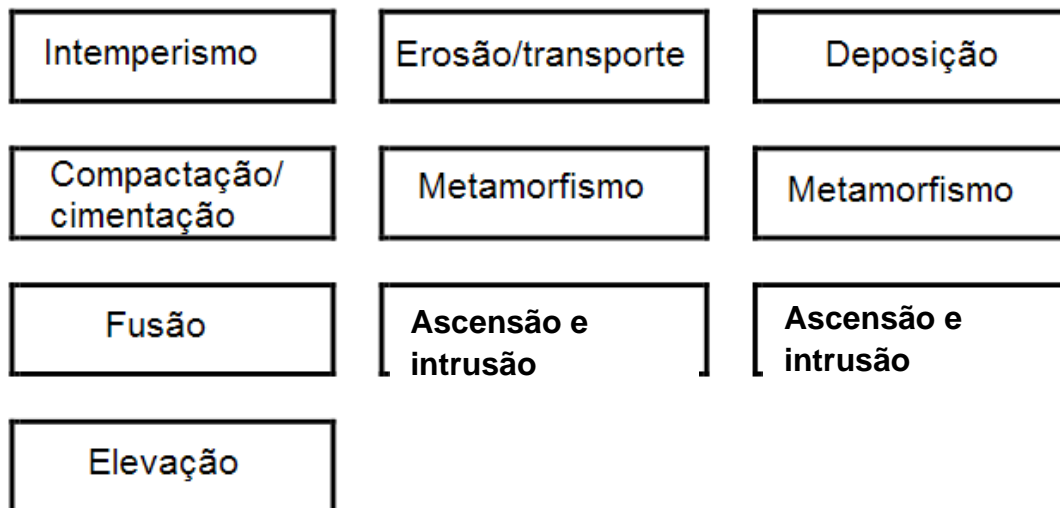 Intemperismo
Erosão/transporte
Deposição
Compactação/
cimentação
Metamorfismo
Metamorfismo
Fusão
Ascensão e
intrusão
Ascensão e
intrusão
Elevação